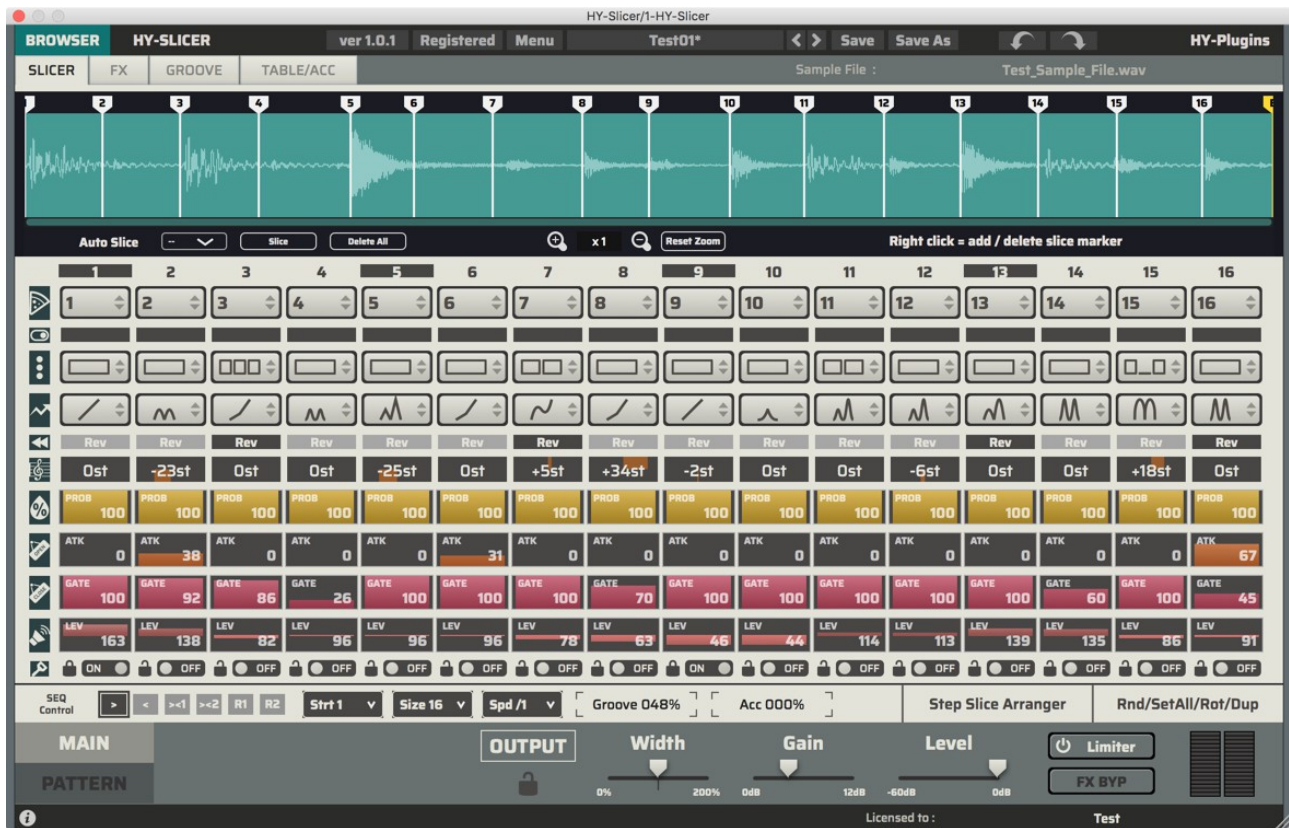 HY-Slicer/1-HY-Slicer
BROWSER HY-SLICER ver 1.0.1 Registered Menu Test01* < > Save Save As HY-Plugins
SLICER FX GROOVE TABLE/ACC Sample File : Test_Sample_File.wav
2 3 4 5 6 7 8 9 10 11 12 13 14 15 16 E
Auto Slice -- Slice Delete All x1 Reset Zoom Right click = add / delete slice marker
1 2 3 4 5 6 7 8 9 10 11 12 13 14 15 16
1 2 3 4 5 6 7 8 9 10 11 12 13 14 15 16
Rev Rev Rev Rev Rev Rev Rev Rev Rev Rev Rev Rev Rev Rev Rev Rev
0st -23st 0st 0st -25st 0st +5st +34st -2st 0st 0st -6st 0st 0st +18st 0st
PROB PROB PROB PROB PROB PROB PROB PROB PROB PROB PROB PROB PROB PROB PROB PROB
100 100 100 100 100 100 100 100 100 100 100 100 100 100 100 100
ATK ATK ATK ATK ATK ATK ATK ATK ATK ATK ATK ATK ATK ATK ATK ATK
0 38 0 0 0 31 0 0 0 0 0 0 0 0 0 67
GATE GATE GATE GATE GATE GATE GATE GATE GATE GATE GATE GATE GATE GATE GATE GATE
100 92 86 26 100 100 100 70 100 100 100 100 100 60 100 45
LEV LEV LEV LEV LEV LEV LEV LEV LEV LEV LEV LEV LEV LEV LEV LEV
163 138 82 96 96 96 78 63 46 44 114 113 139 135 86 91
ON OFF OFF OFF OFF OFF OFF OFF ON OFF OFF OFF OFF OFF OFF OFF
SEQ Control > < ><1 ><2 R1 R2 Strt 1 Size 16 Spd /1 Groove 048% Acc 000% Step Slice Arranger Rnd/SetAll/Rot/Dup
MAIN OUTPUT Width Gain Level Limiter
PATTERN 0% 200% 0dB 12dB -60dB 0dB FX BYP
Licensed to : Test